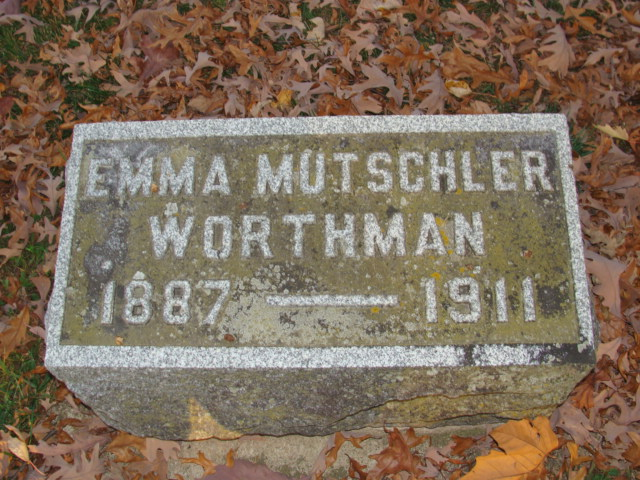 EMMA MUTSCHLER
WORTHMAN
1887 — 1911